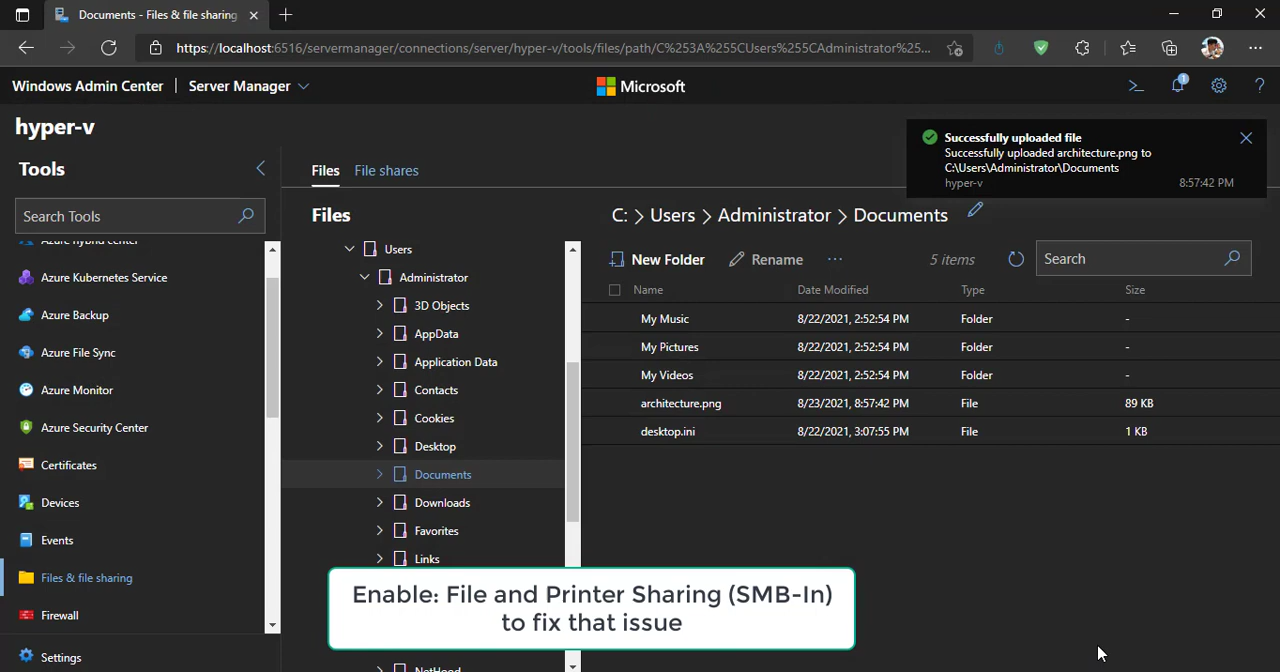 Documents - Files & file sharing
https://localhost:6516/servermanager/connections/server/hyper-v/tools/files/path/C%253A%255CUsers%255CAdministrator%255C...
Windows Admin Center
Server Manager
Microsoft
1
hyper-v
Successfully uploaded file
Successfully uploaded architecture.png to
C:\Users\Administrator\Documents
hyper-v 8:57:42 PM
Tools
Search Tools
Azure hybrid center
Azure Kubernetes Service
Azure Backup
Azure File Sync
Azure Monitor
Azure Security Center
Certificates
Devices
Events
Files & file sharing
Firewall
Settings
Files File shares
Files
Users
Administrator
3D Objects
AppData
Application Data
Contacts
Cookies
Desktop
Documents
Downloads
Favorites
Links
NetHood
C: > Users > Administrator > Documents
New Folder Rename ... 5 items Search
Name Date Modified Type Size
My Music 8/22/2021, 2:52:54 PM Folder -
My Pictures 8/22/2021, 2:52:54 PM Folder -
My Videos 8/22/2021, 2:52:54 PM Folder -
architecture.png 8/23/2021, 8:57:42 PM File 89 KB
desktop.ini 8/22/2021, 3:07:55 PM File 1 KB
Enable: File and Printer Sharing (SMB-In)
to fix that issue